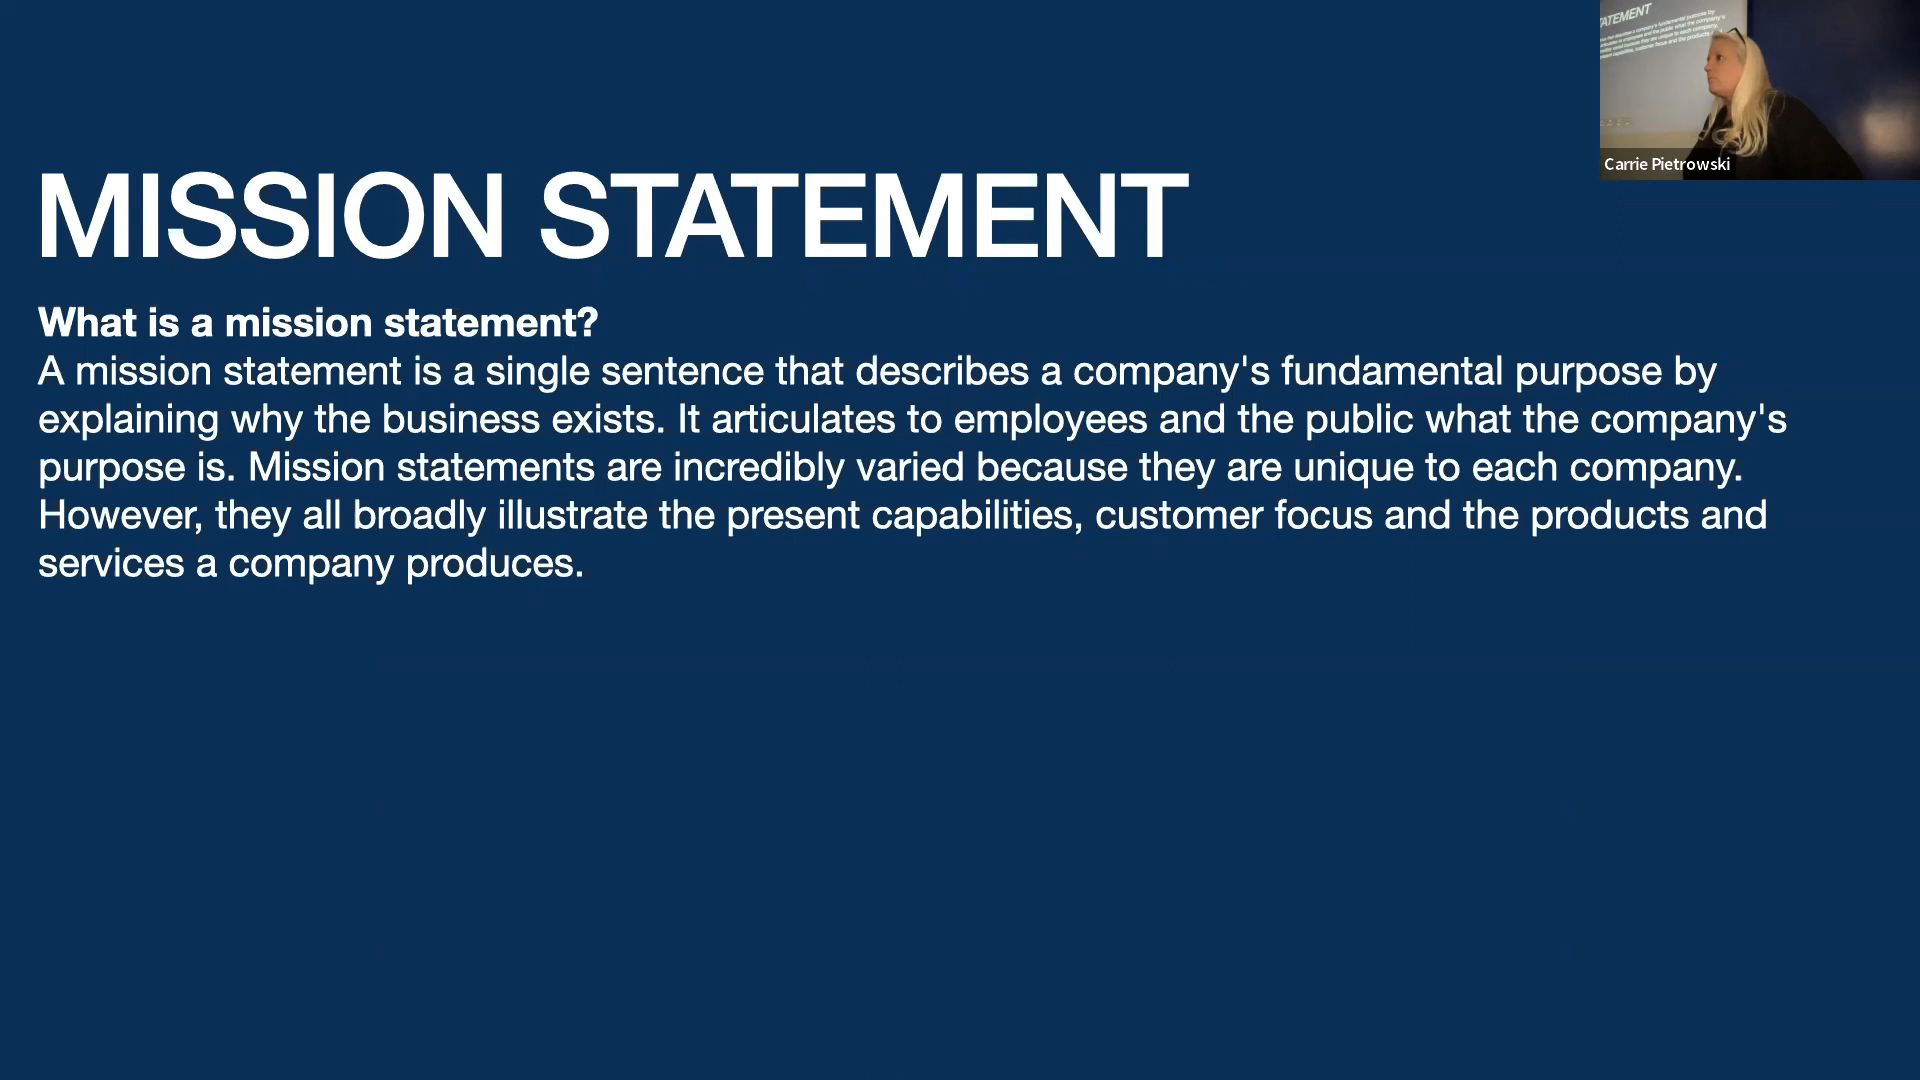 MISSION STATEMENT
What is a mission statement?
A mission statement is a single sentence that describes a company's fundamental purpose by
explaining why the business exists. It articulates to employees and the public what the company's
purpose is. Mission statements are incredibly varied because they are unique to each company.
However, they all broadly illustrate the present capabilities, customer focus and the products and
services a company produces.
Carrie Pietrowski